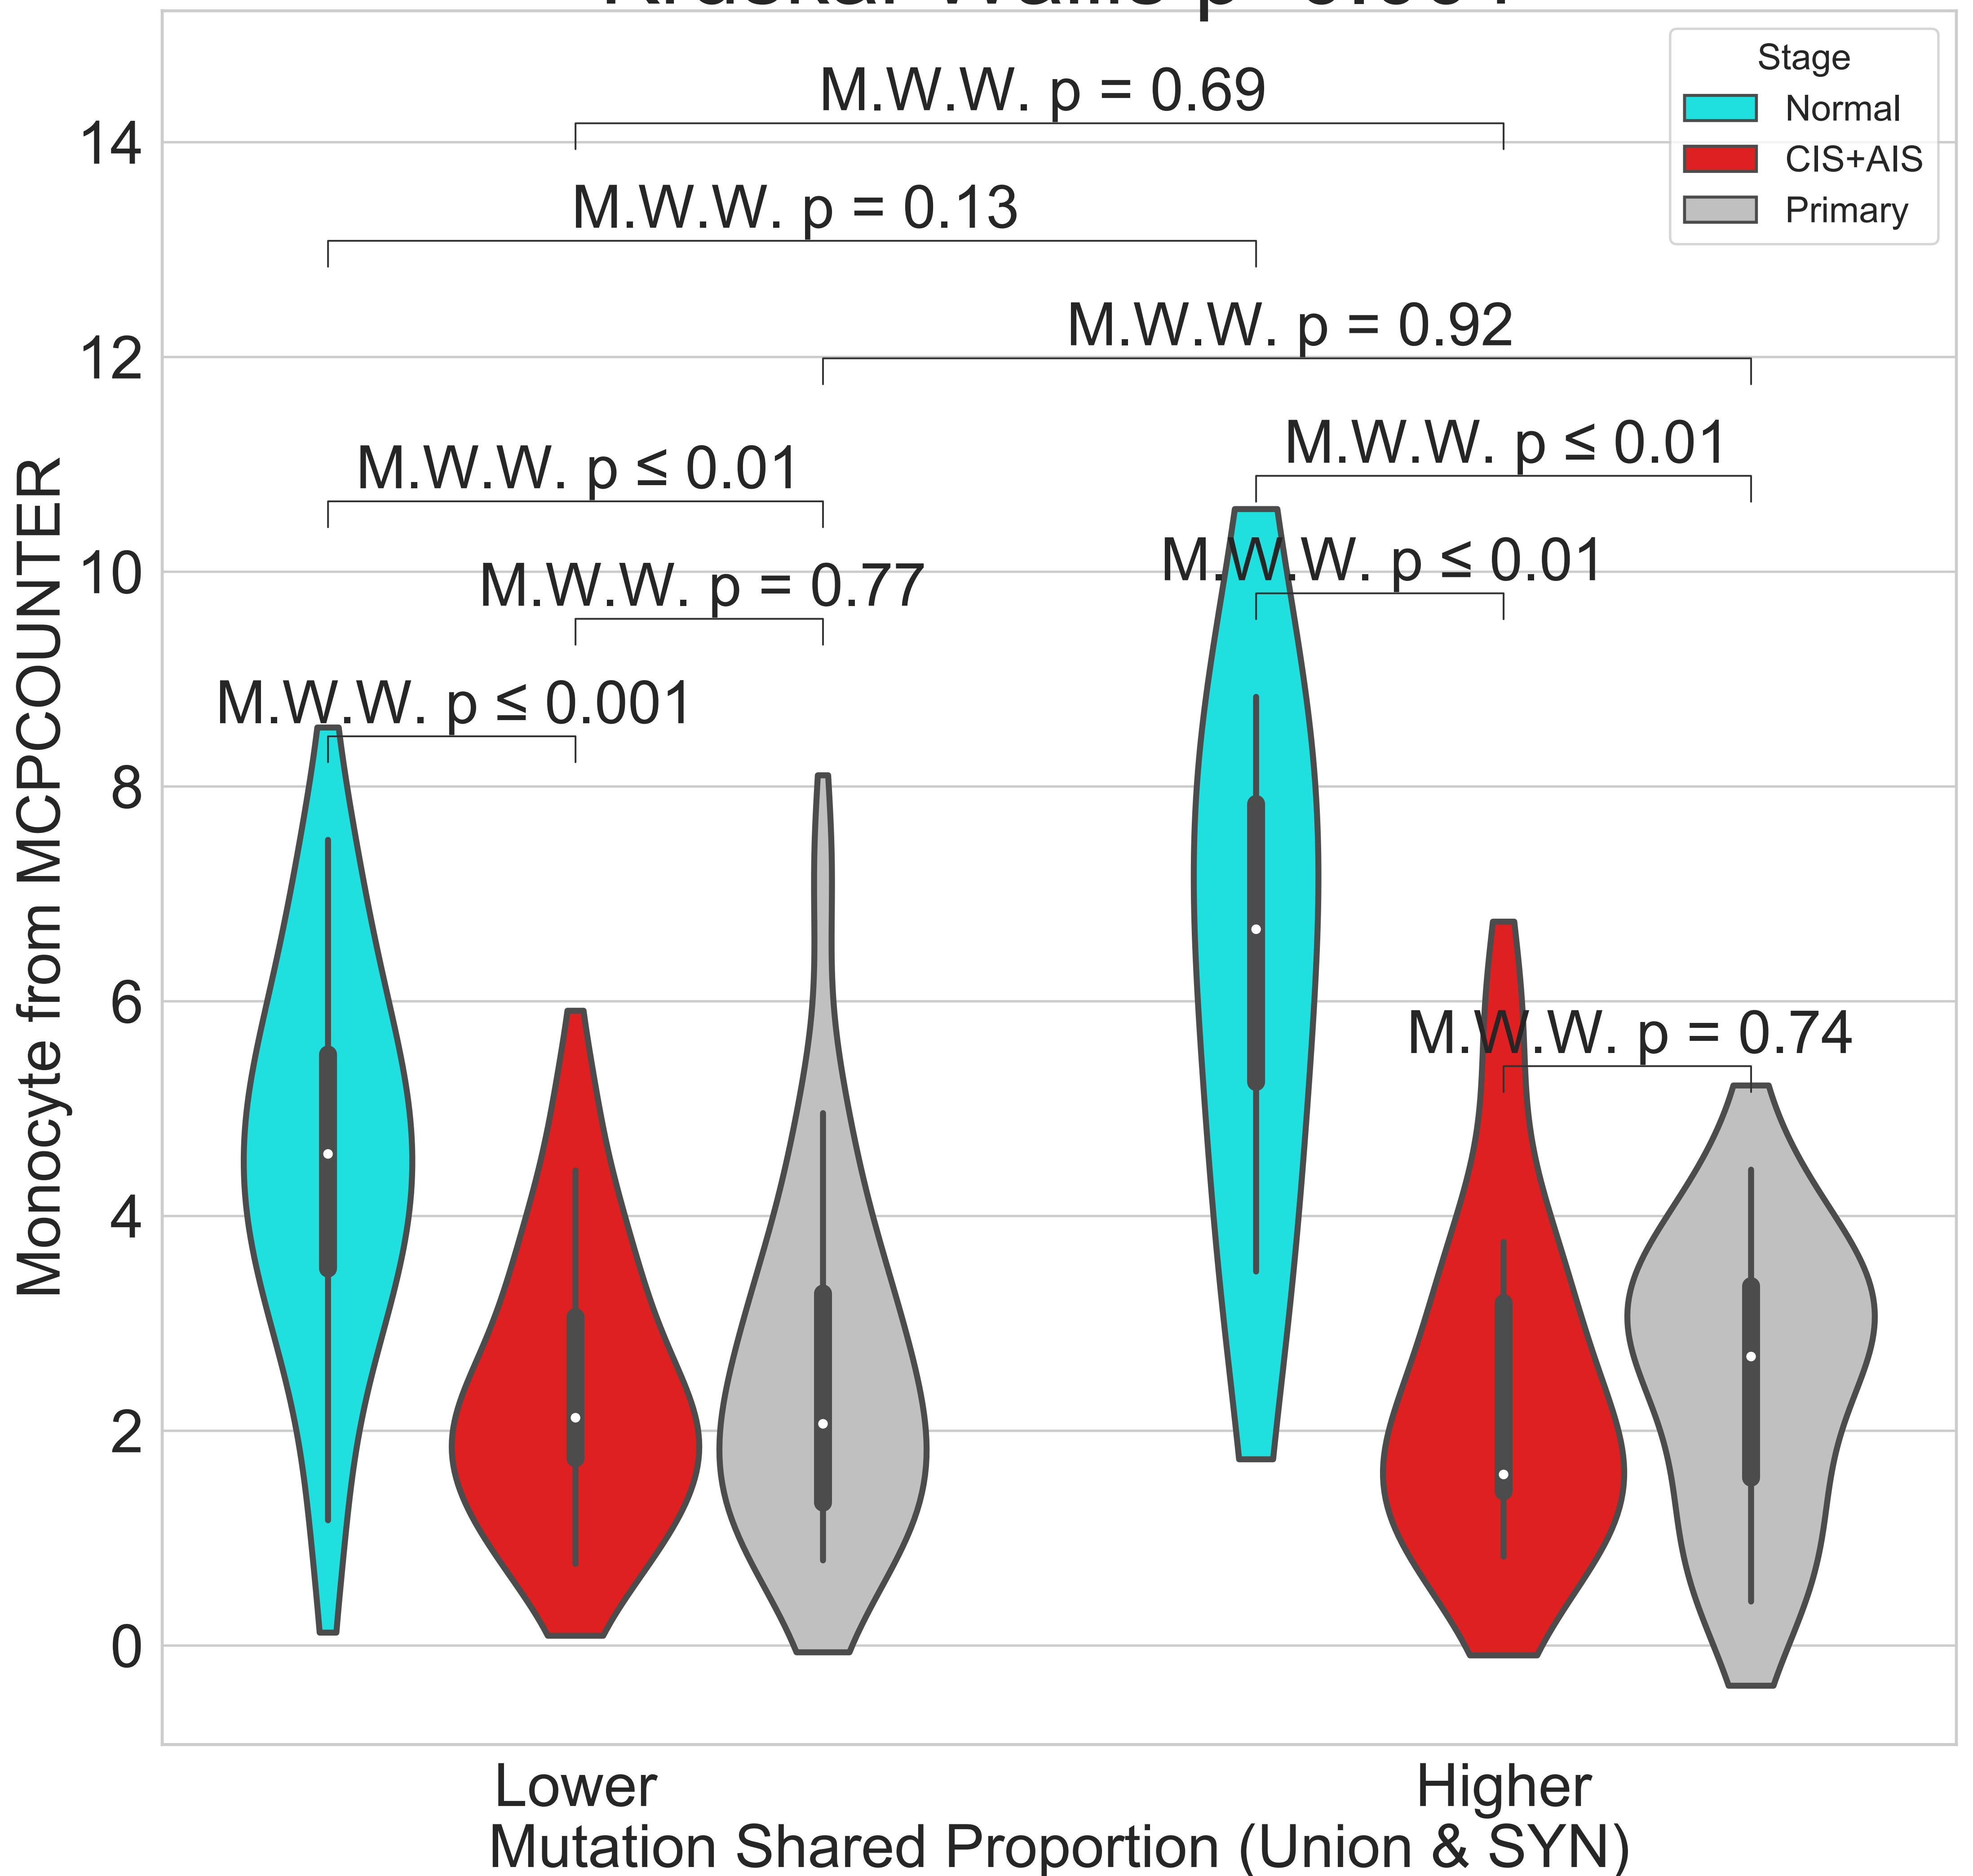 Stage
Normal
CIS+AIS
Primary
M.W.W. p = 0.69
M.W.W. p = 0.13
M.W.W. p = 0.92
M.W.W. p ≤ 0.01
M.W.W. p ≤ 0.01
M.W.W. p ≤ 0.01
M.W.W. p = 0.77
M.W.W. p ≤ 0.001
M.W.W. p = 0.74
Monocyte from MCPCOUNTER
14
12
10
8
6
4
2
0
Lower
Higher
Mutation Shared Proportion (Union & SYN)